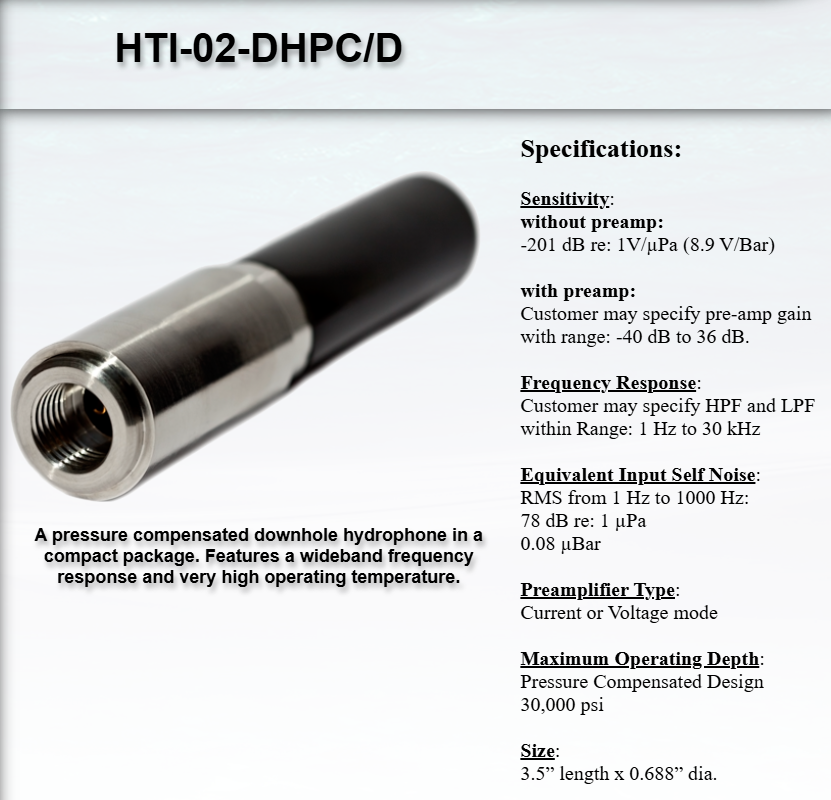 HTI-02-DHPC/D
A pressure compensated downhole hydrophone in a
compact package. Features a wideband frequency
response and very high operating temperature.
Specifications:
Sensitivity:
without preamp:
-201 dB re: 1V/µPa (8.9 V/Bar)
with preamp:
Customer may specify pre-amp gain
with range: -40 dB to 36 dB.
Frequency Response:
Customer may specify HPF and LPF
within Range: 1 Hz to 30 kHz
Equivalent Input Self Noise:
RMS from 1 Hz to 1000 Hz:
78 dB re: 1 µPa
0.08 µBar
Preamplifier Type:
Current or Voltage mode
Maximum Operating Depth:
Pressure Compensated Design
30,000 psi
Size:
3.5” length x 0.688” dia.